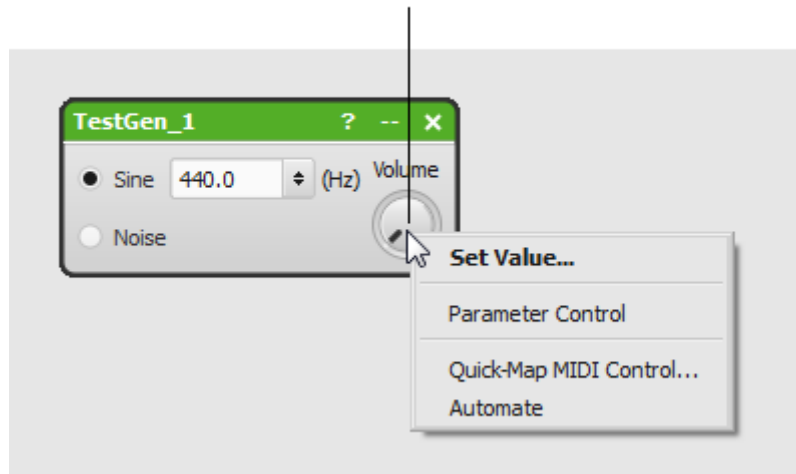 TestGen_1 ? -- ×
Sine 440.0 (Hz) Volume
Noise
Set Value...
Parameter Control
Quick-Map MIDI Control...
Automate